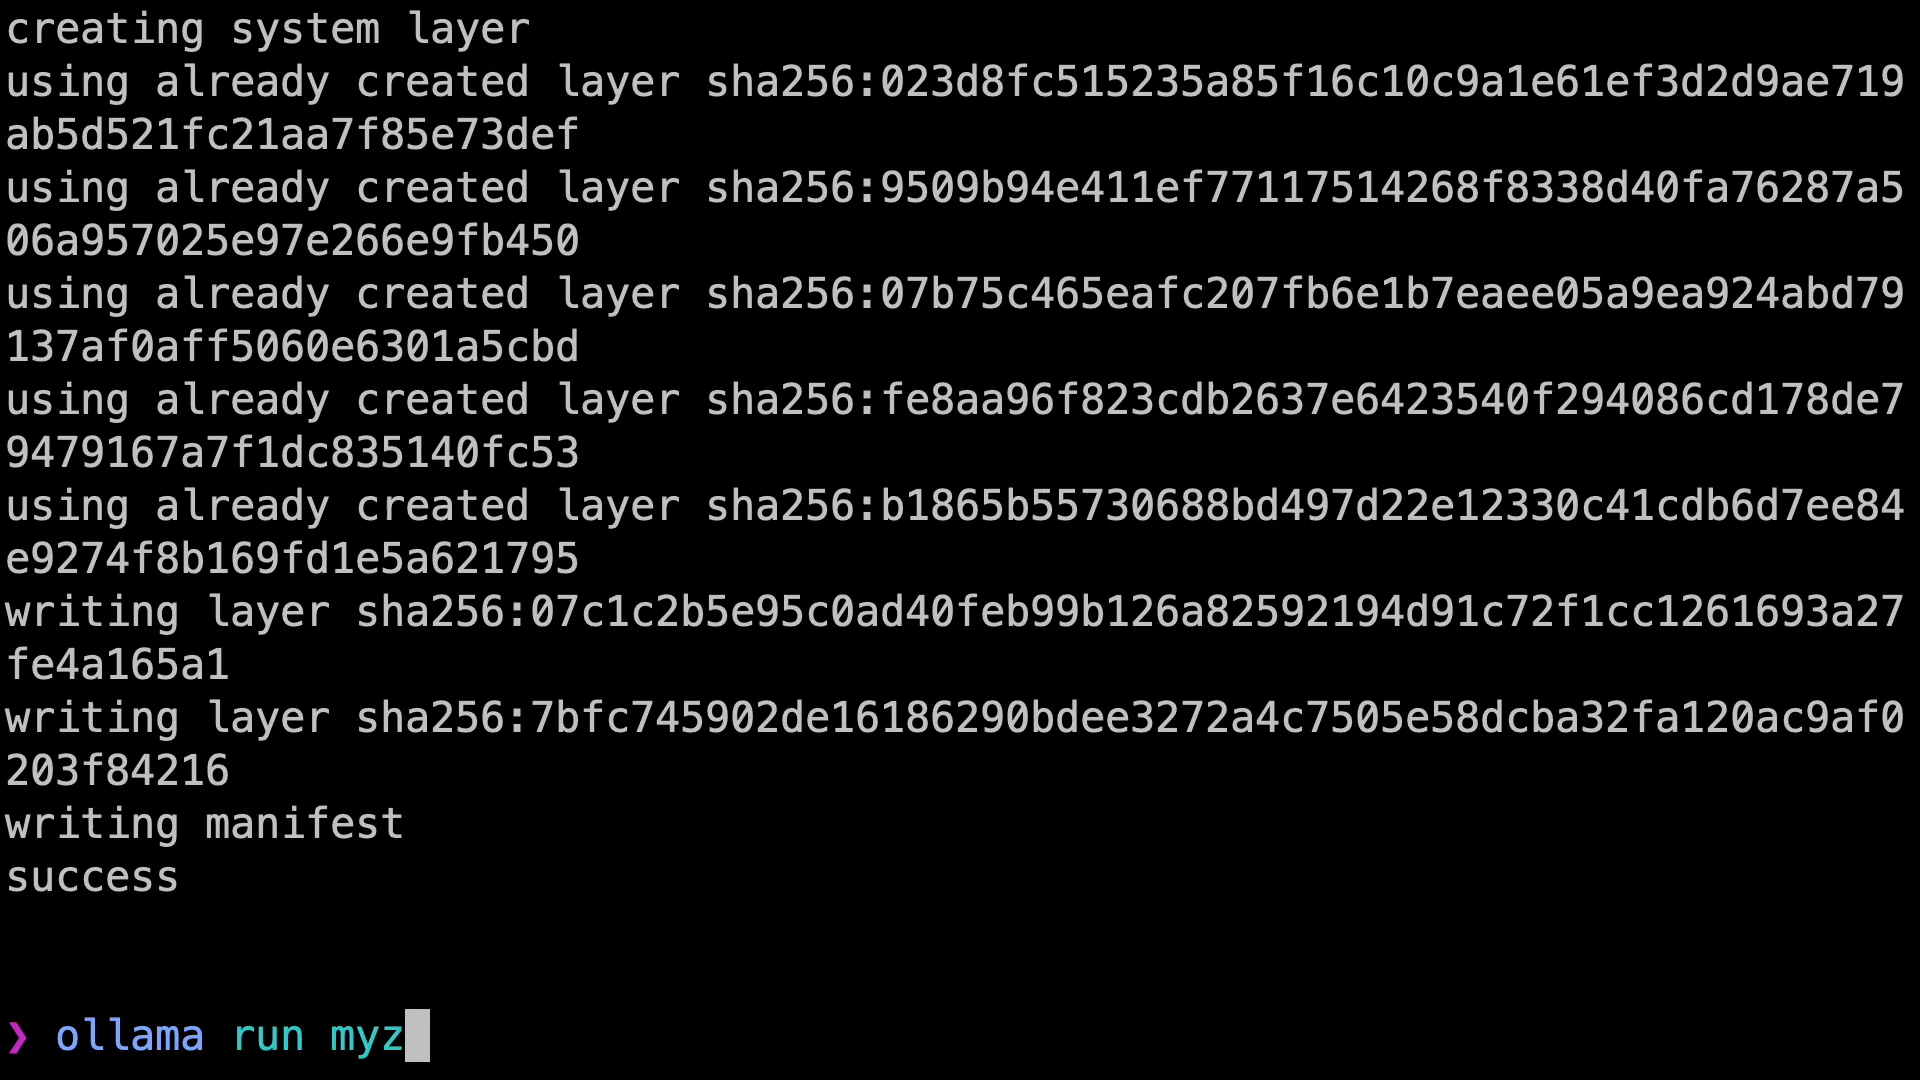 creating system layer
using already created layer sha256:023d8fc515235a85f16c10c9a1e61ef3d2d9ae719
ab5d521fc21aa7f85e73def
using already created layer sha256:9509b94e411ef77117514268f8338d40fa76287a5
06a957025e97e266e9fb450
using already created layer sha256:07b75c465eafc207fb6e1b7eaee05a9ea924abd79
137af0aff5060e6301a5cbd
using already created layer sha256:fe8aa96f823cdb2637e6423540f294086cd178de7
9479167a7f1dc835140fc53
using already created layer sha256:b1865b55730688bd497d22e12330c41cdb6d7ee84
e9274f8b169fd1e5a621795
writing layer sha256:07c1c2b5e95c0ad40feb99b126a82592194d91c72f1cc1261693a27
fe4a165a1
writing layer sha256:7bfc745902de16186290bdee3272a4c7505e58dcba32fa120ac9af0
203f84216
writing manifest
success
❯ ollama run myz